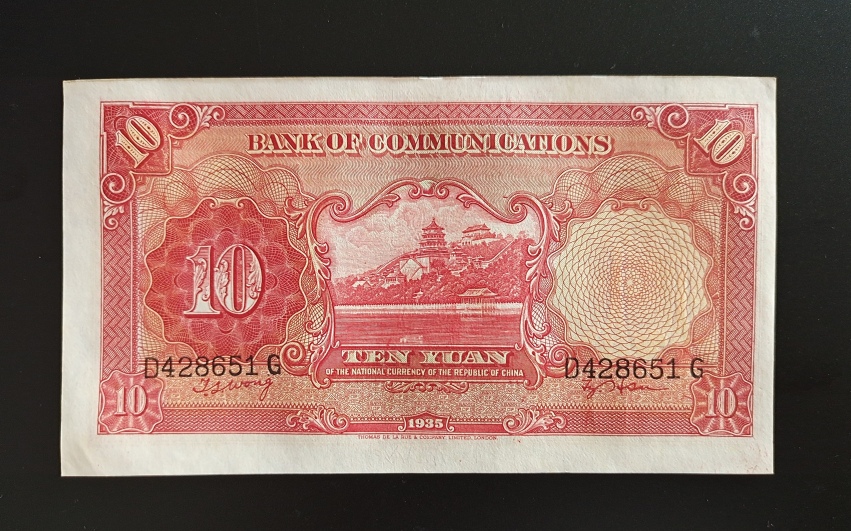 10 10
BANK OF COMMUNICATIONS
10
TEN YUAN
OF THE NATIONAL CURRENCY OF THE REPUBLIC OF CHINA
D428651 G D428651 G
T.S.Wong
10 1935 10
THOMAS DE LA RUE & COMPANY, LIMITED, LONDON.